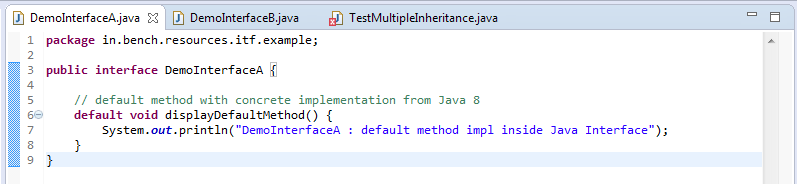 DemoInterfaceA.java DemoInterfaceB.java TestMultipleInheritance.java
1 package in.bench.resources.itf.example;
2
3 public interface DemoInterfaceA {
4
5 // default method with concrete implementation from Java 8
6 default void displayDefaultMethod() {
7 System.out.println("DemoInterfaceA : default method impl inside Java Interface");
8 }
9 }